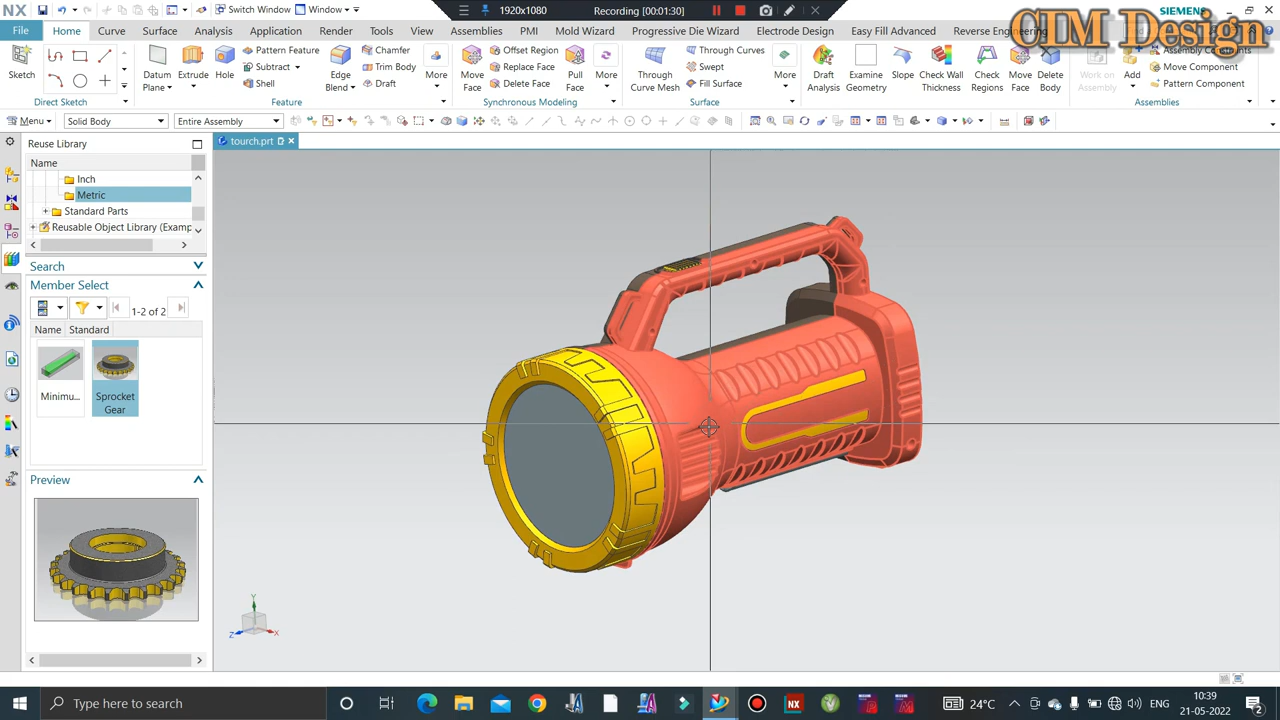 NX
Switch Window
Window
1920x1080
Recording [00:01:30]
SIEMENS
CIM Design
File
Home
Curve
Surface
Analysis
Application
Render
Tools
View
Assemblies
PMI
Mold Wizard
Progressive Die Wizard
Electrode Design
Easy Fill Advanced
Reverse Engineering
Sketch
Direct Sketch
Datum Plane
Extrude
Hole
Pattern Feature
Subtract
Shell
Edge Blend
Chamfer
Trim Body
Draft
More
Feature
Move Face
Offset Region
Replace Face
Delete Face
Pull Face
More
Synchronous Modeling
Through Curve Mesh
Through Curves
Swept
Fill Surface
More
Surface
Draft Analysis
Examine Geometry
Slope
Check Wall Thickness
Check Regions
Move Face
Delete Body
Work on Assembly
Add
Assembly Constraints
Move Component
Pattern Component
Assemblies
Menu
Solid Body
Entire Assembly
Reuse Library
tourch.prt
Name
Inch
Metric
Standard Parts
Reusable Object Library (Examp
Search
Member Select
1-2 of 2
Name
Standard
Minimu...
Sprocket Gear
Preview
Y
Z
X
Type here to search
24°C
ENG
10:39
21-05-2022
2